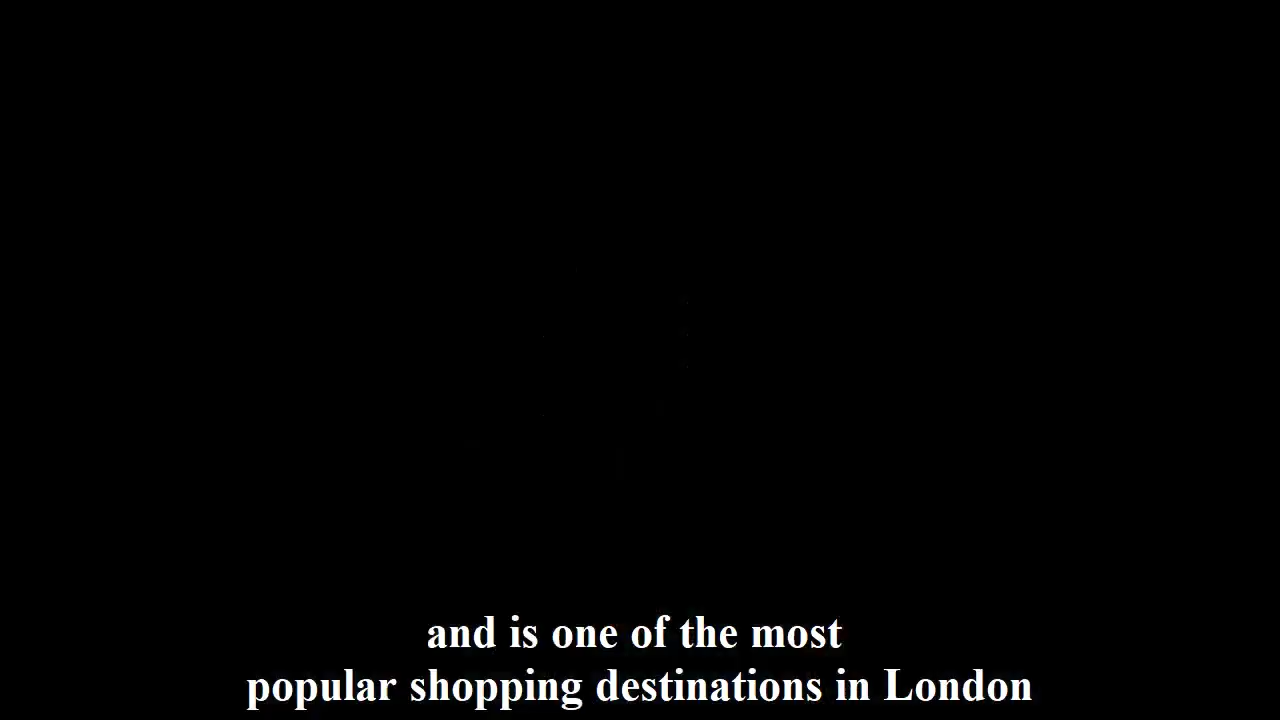 and is one of the most
popular shopping destinations in London